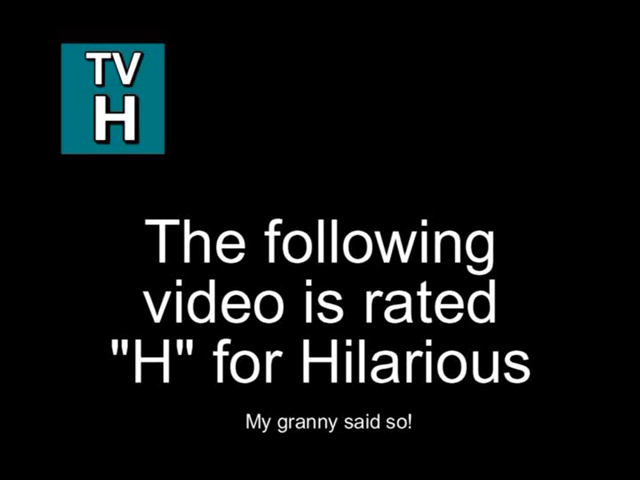 TV
H
The following
video is rated
"H" for Hilarious
My granny said so!